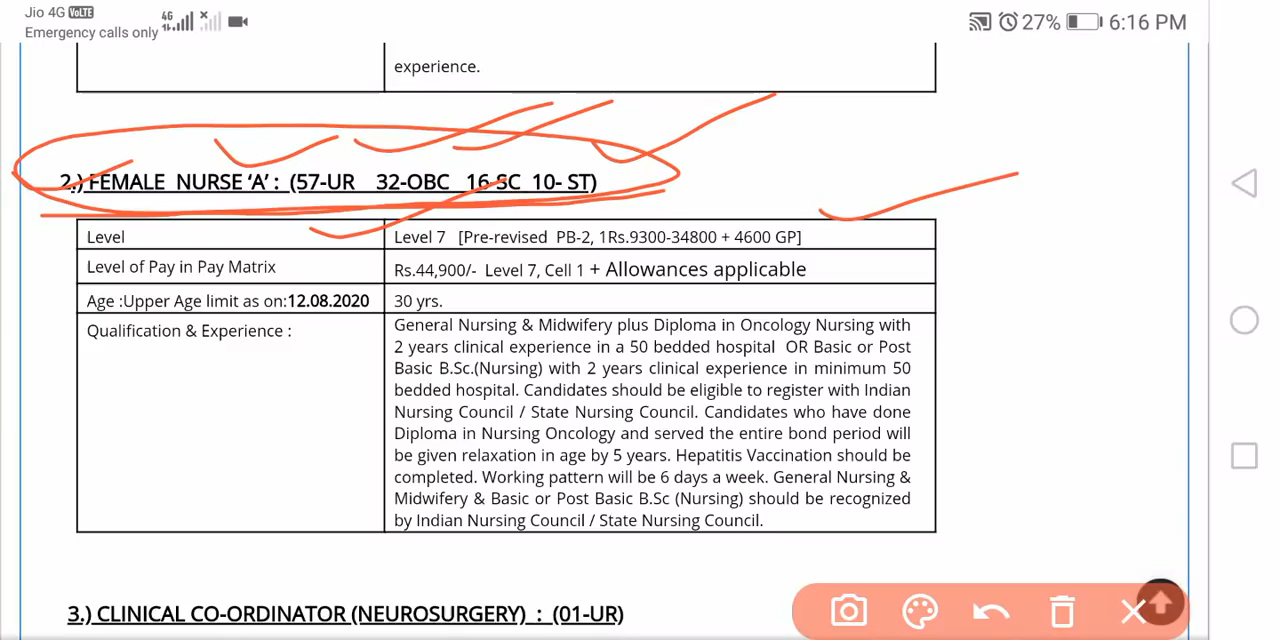 Jio 4G VoLTE 4G 27% 6:16 PM
Emergency calls only
experience.
2.) FEMALE NURSE ‘A’ : (57-UR 32-OBC 16-SC 10- ST)
Level Level 7 [Pre-revised PB-2, 1Rs.9300-34800 + 4600 GP]
Level of Pay in Pay Matrix Rs.44,900/- Level 7, Cell 1 + Allowances applicable
Age :Upper Age limit as on:12.08.2020 30 yrs.
Qualification & Experience : General Nursing & Midwifery plus Diploma in Oncology Nursing with
2 years clinical experience in a 50 bedded hospital OR Basic or Post
Basic B.Sc.(Nursing) with 2 years clinical experience in minimum 50
bedded hospital. Candidates should be eligible to register with Indian
Nursing Council / State Nursing Council. Candidates who have done
Diploma in Nursing Oncology and served the entire bond period will
be given relaxation in age by 5 years. Hepatitis Vaccination should be
completed. Working pattern will be 6 days a week. General Nursing &
Midwifery & Basic or Post Basic B.Sc (Nursing) should be recognized
by Indian Nursing Council / State Nursing Council.
3.) CLINICAL CO-ORDINATOR (NEUROSURGERY) : (01-UR)